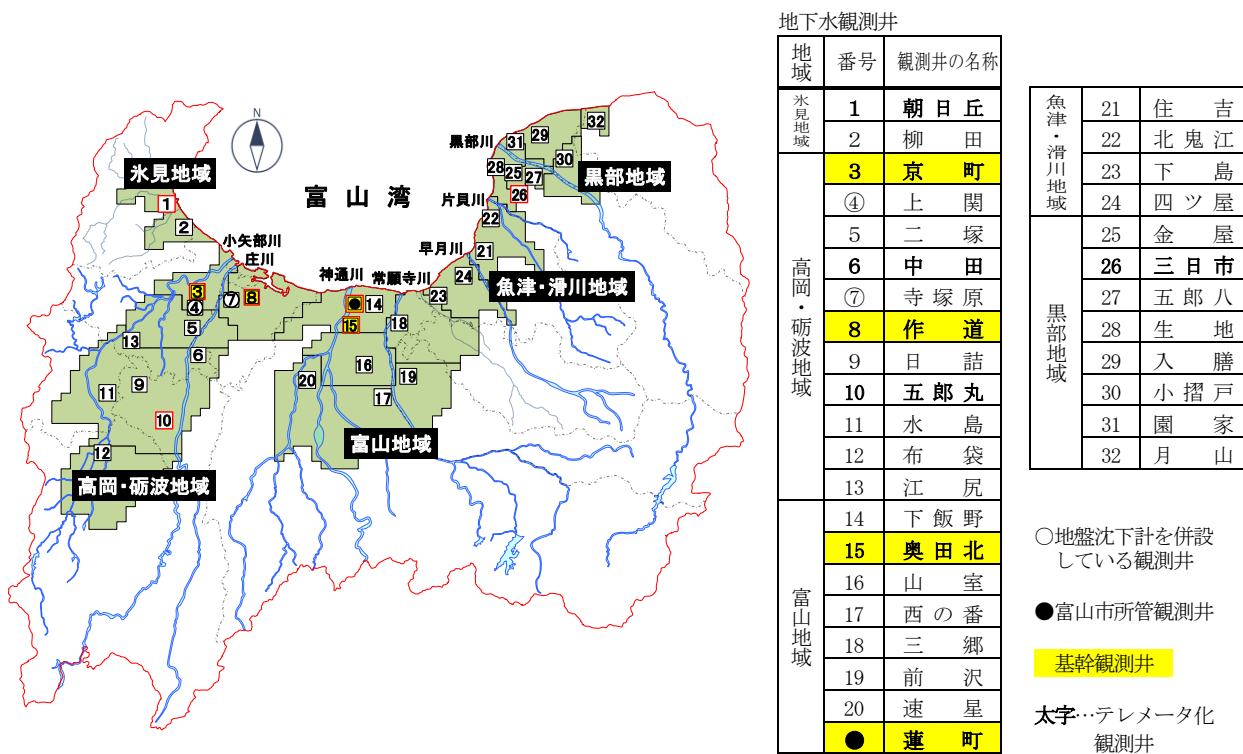 N
氷見地域
1
2
小矢部川
庄川
富山湾
黒部川
片貝川
早月川
神通川
常願寺川
黒部地域
魚津・滑川地域
富山地域
高岡・砺波地域
32
29
31
30
28
25
27
26
22
21
24
23
3
④
⑦
8
5
13
6
9
11
10
12
●
14
15
18
16
20
19
17
地下水観測井
地域 番号 観測井の名称
氷見地域
1 朝日丘
2 柳田
高岡・砺波地域
3 京町
④ 上関
5 二塚
6 中田
⑦ 寺塚原
8 作道
9 日詰
10 五郎丸
11 水島
12 布袋
13 江尻
富山地域
14 下飯野
15 奥田北
16 山室
17 西の番
18 三郷
19 前沢
20 速星
● 蓮町
魚津・滑川地域
21 住吉
22 北鬼江
23 下島
24 四ツ屋
黒部地域
25 金屋
26 三日市
27 五郎八
28 生地
29 入膳
30 小摺戸
31 園家
32 月山
○地盤沈下計を併設
している観測井
●富山市所管観測井
基幹観測井
太字…テレメータ化
観測井